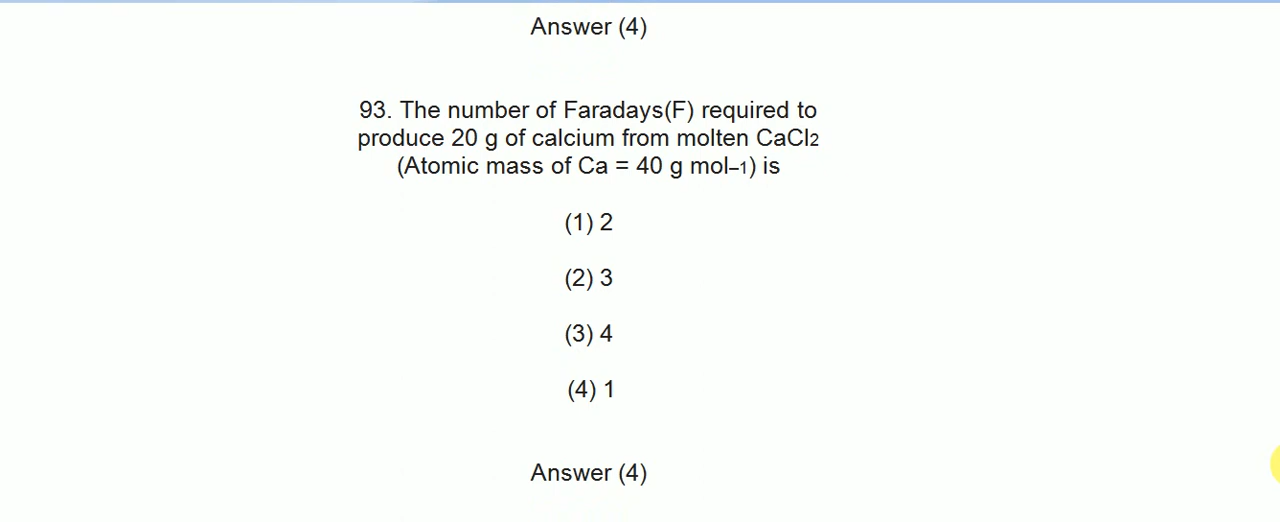 Answer (4)
93. The number of Faradays(F) required to
produce 20 g of calcium from molten CaCl2
(Atomic mass of Ca = 40 g mol–1) is
(1) 2
(2) 3
(3) 4
(4) 1
Answer (4)